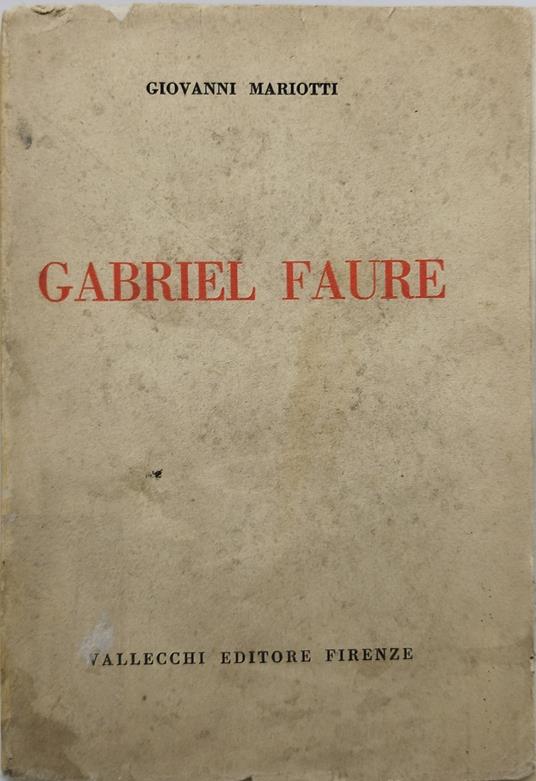 GIOVANNI MARIOTTI
GABRIEL FAURE
VALLECCHI EDITORE FIRENZE